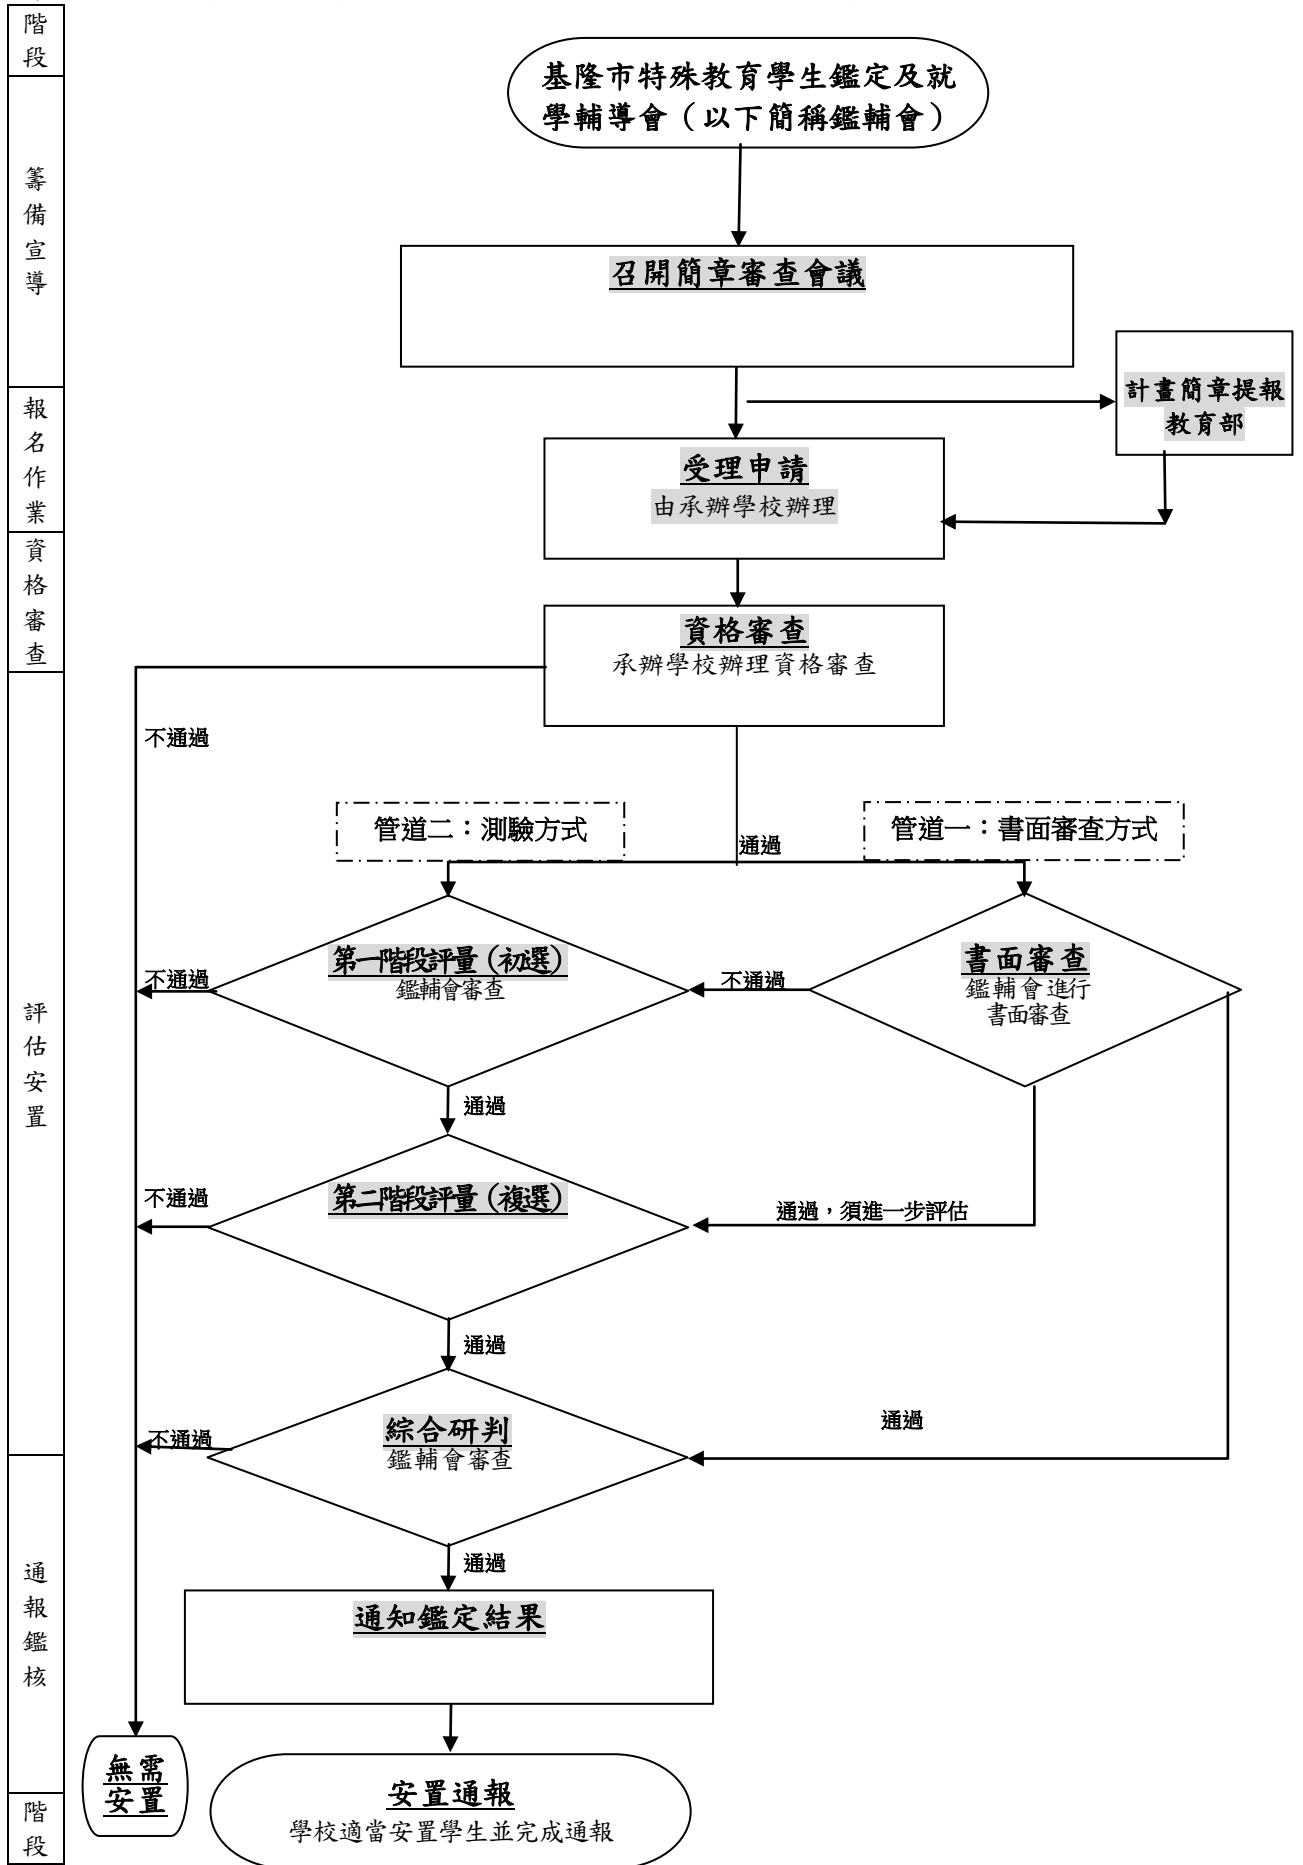 階
段
籌
備
宣
導
報
名
作
業
資
格
審
查
評
估
安
置
通
報
鑑
核
階
段
基隆市特殊教育學生鑑定及就
學輔導會（以下簡稱鑑輔會）
召開簡章審查會議
計畫簡章提報
教育部
受理申請
由承辦學校辦理
資格審查
承辦學校辦理資格審查
不通過
通過
管道二：測驗方式
管道一：書面審查方式
第一階段評量（初選）
鑑輔會審查
不通過
不通過
書面審查
鑑輔會進行
書面審查
通過
第二階段評量（複選）
不通過
通過，須進一步評估
通過
綜合研判
鑑輔會審查
不通過
通過
通過
通知鑑定結果
無需
安置
安置通報
學校適當安置學生並完成通報